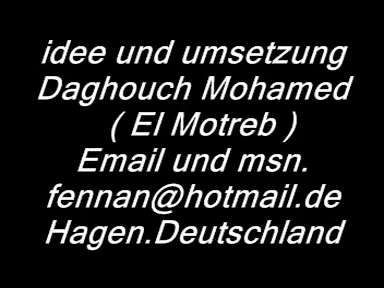 idee und umsetzung
Daghouch Mohamed
( El Motreb )
Email und msn.
fennan@hotmail.de
Hagen.Deutschland